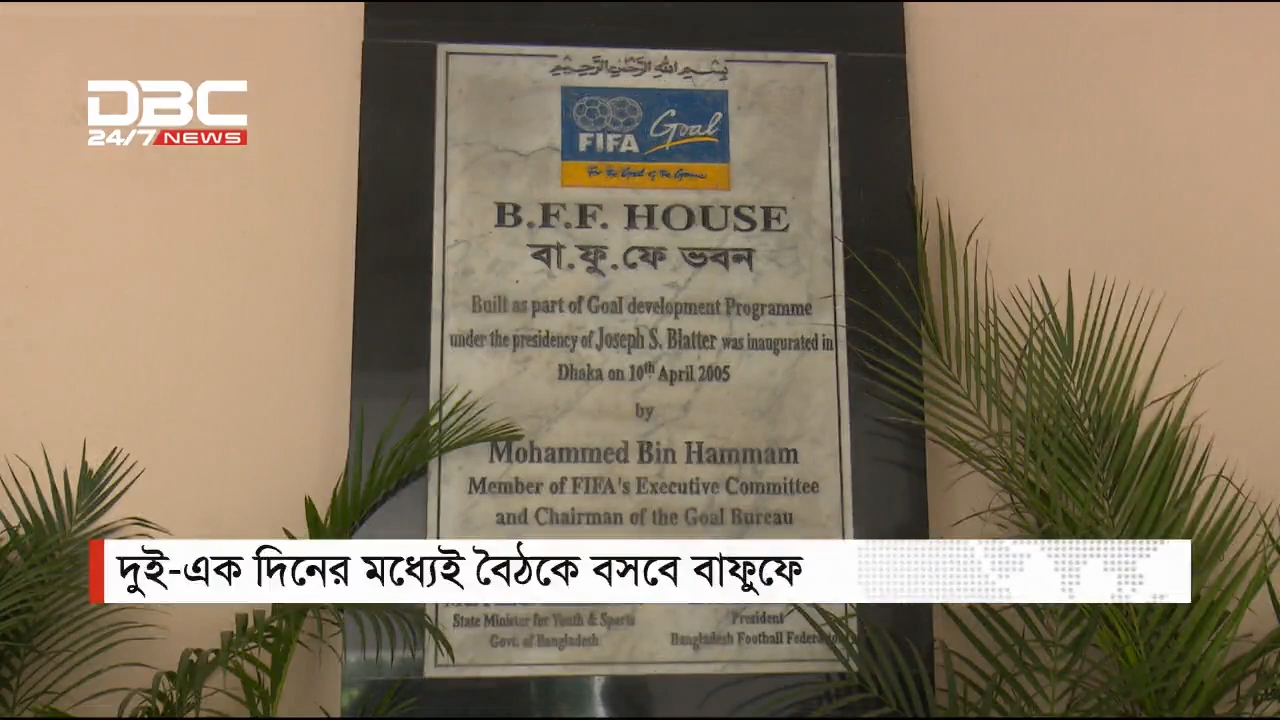 DBC
24/7 NEWS
بسم الله الرحمن الرحيم
FIFA Goal
For the Good of the Game
B.F.F. HOUSE
বা.ফু.ফে ভবন
Built as part of Goal development Programme
under the presidency of Joseph S. Blatter was inaugurated in
Dhaka on 10th April 2005
by
Mohammed Bin Hammam
Member of FIFA's Executive Committee
and Chairman of the Goal Bureau
দুই-এক দিনের মধ্যেই বৈঠকে বসবে বাফুফে
State Minister for Youth & Sports
Govt. of Bangladesh
President
Bangladesh Football Federation